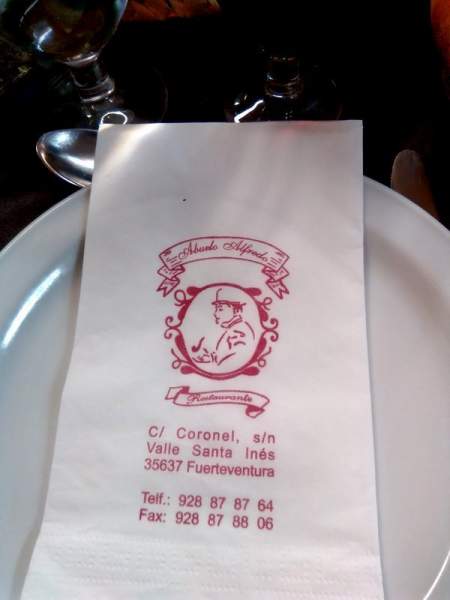 Abuelo Alfredo
Restaurante
C/ Coronel, s/n
Valle Santa Inés
35637 Fuerteventura
Telf.: 928 87 87 64
Fax: 928 87 88 06